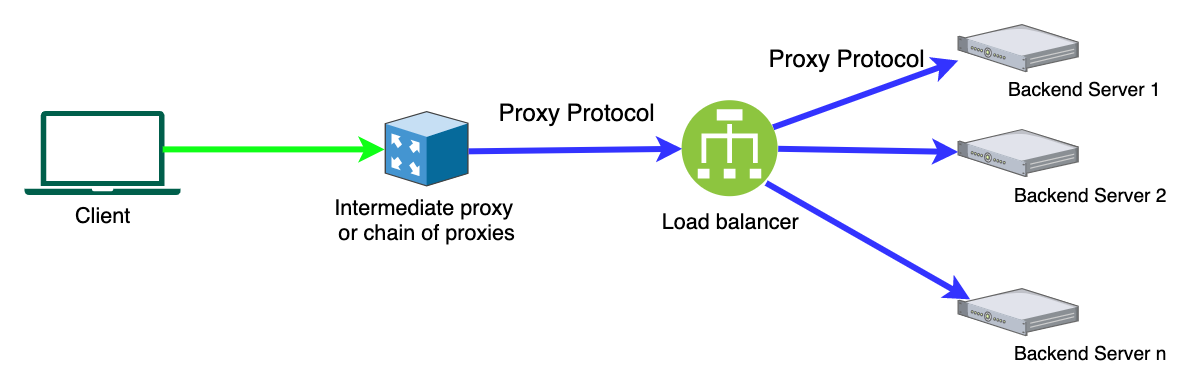 Proxy Protocol
Backend Server 1
Proxy Protocol
Backend Server 2
Client
Intermediate proxy
or chain of proxies
Load balancer
Backend Server n